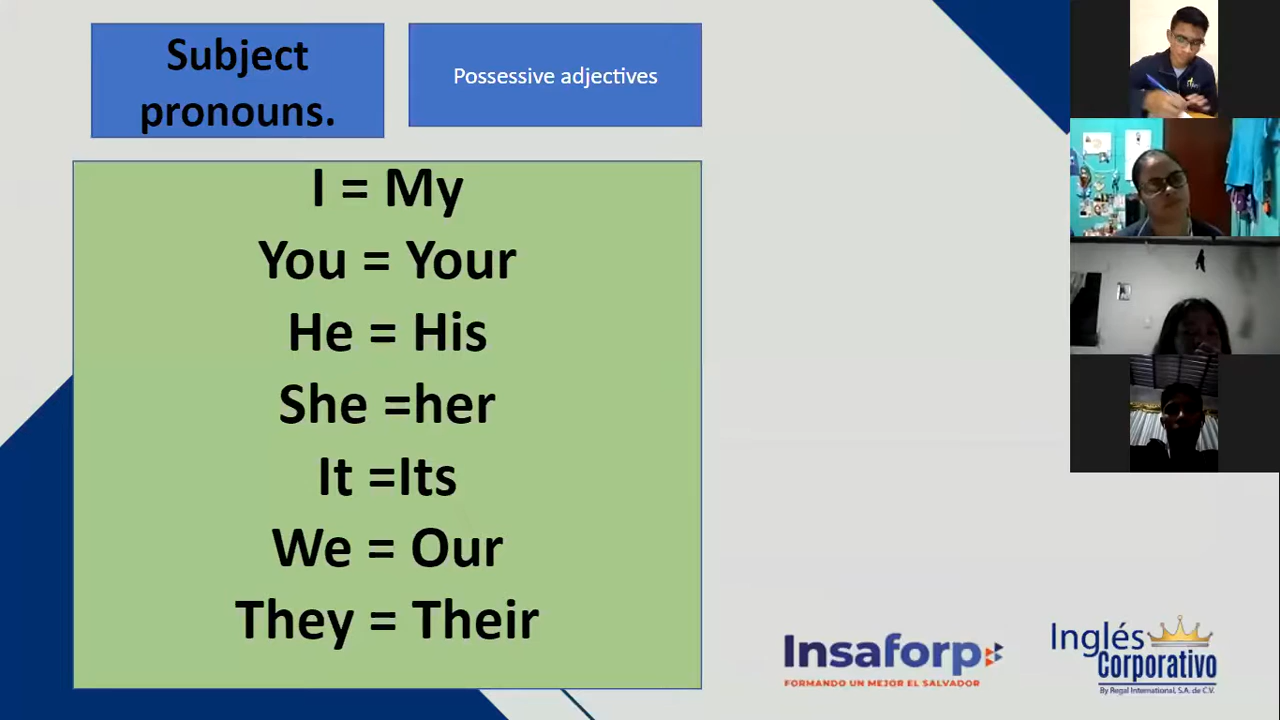 Subject
pronouns.
Possessive adjectives
I = My
You = Your
He = His
She =her
It =Its
We = Our
They = Their
Insaforp
FORMANDO UN MEJOR EL SALVADOR
Inglés
Corporativo
By Regal International, S.A. de C.V.